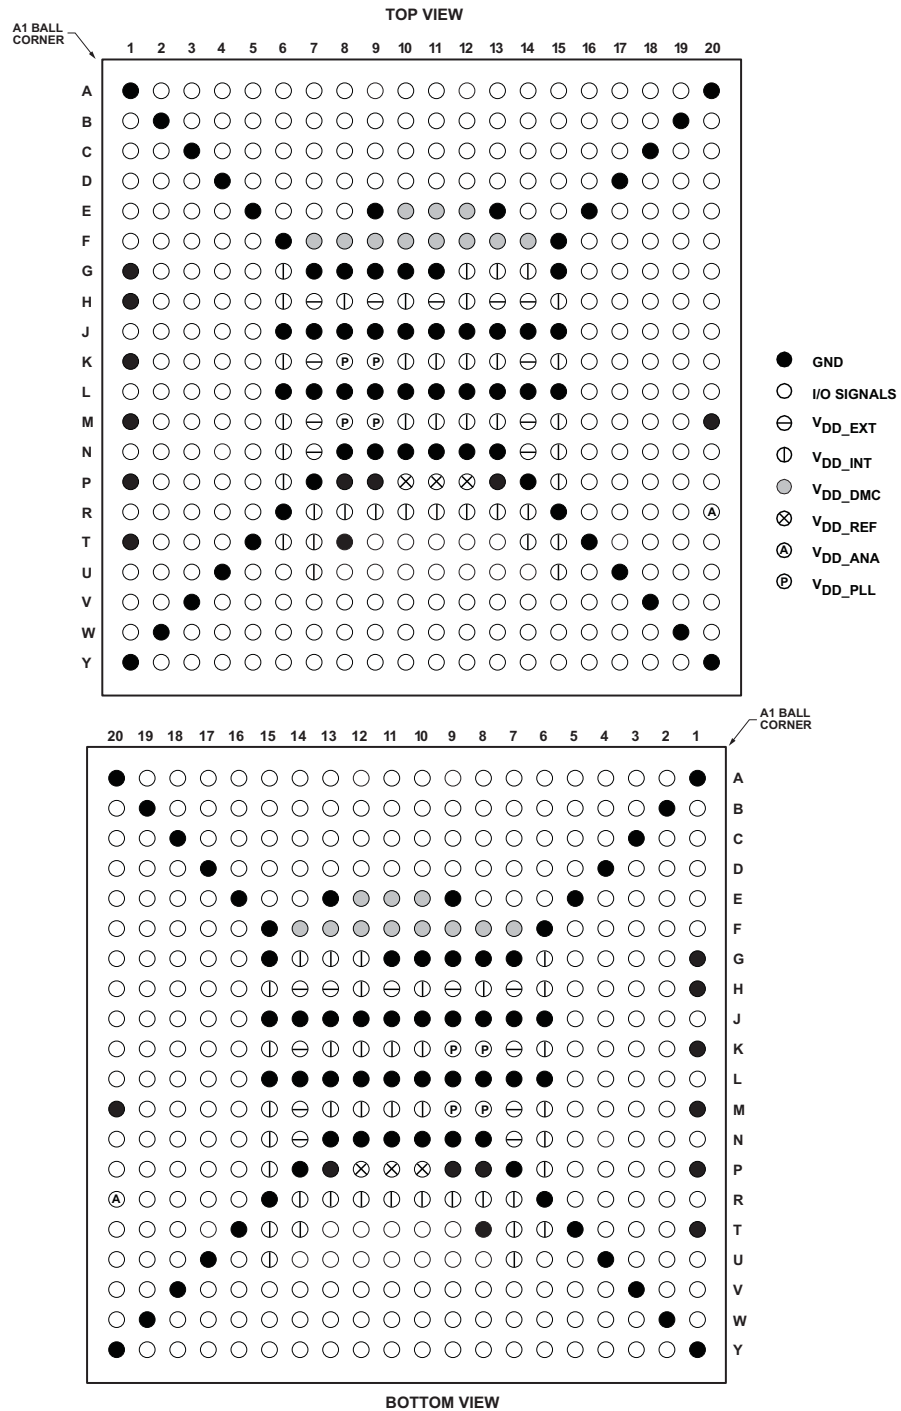 TOP VIEW
A1 BALL
CORNER
1 2 3 4 5 6 7 8 9 10 11 12 13 14 15 16 17 18 19 20
A
B
C
D
E
F
G
H
J
K P P
L
M P P
N
P
R A
T
U
V
W
Y
GND
I/O SIGNALS
VDD_EXT
VDD_INT
VDD_DMC
VDD_REF
A VDD_ANA
P VDD_PLL
A1 BALL
CORNER
20 19 18 17 16 15 14 13 12 11 10 9 8 7 6 5 4 3 2 1
A
B
C
D
E
F
G
H
J
P P K
L
P P M
N
P
A R
T
U
V
W
Y
BOTTOM VIEW